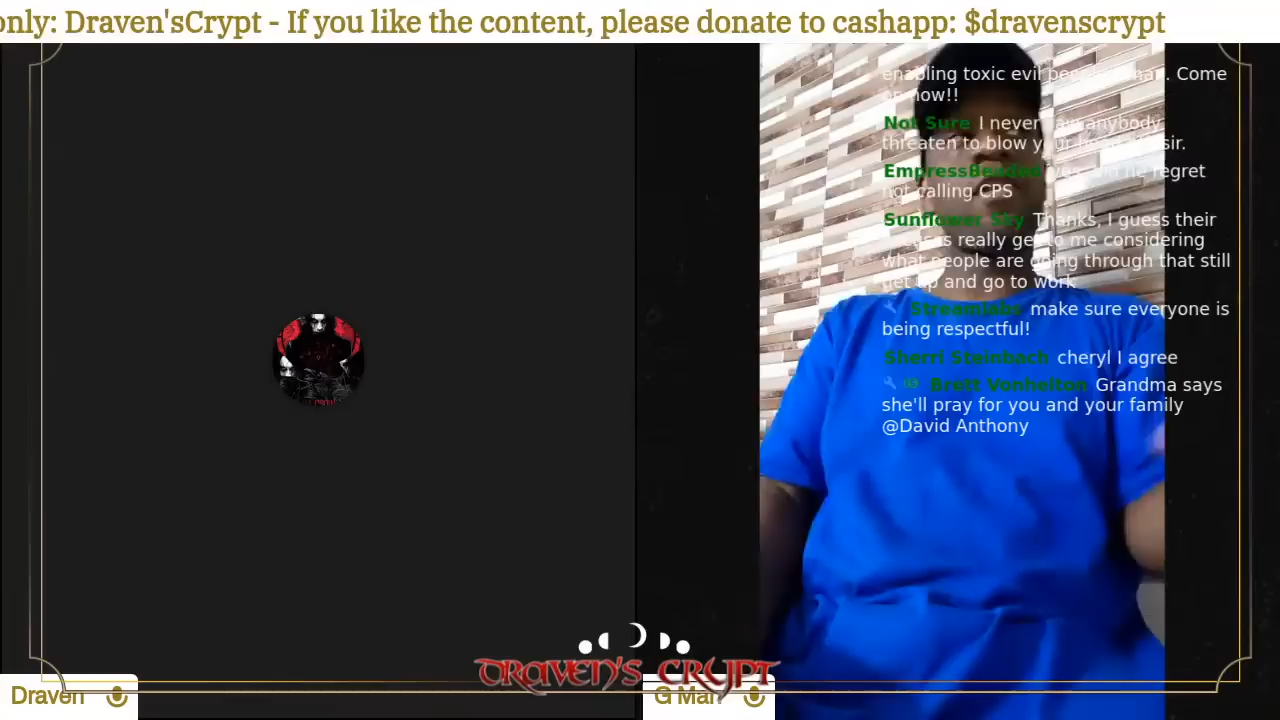 only: Draven'sCrypt - If you like the content, please donate to cashapp: $dravenscrypt
enabling toxic evil Come
on now!!
Not Sure I never anybody
threaten to blow your sir.
EmpressBeaded regret
not calling CPS
Sunflower Sky Thanks, I guess their
really get to me considering
what people are going through that still
get up and go to work
Streamlabs make sure everyone is
being respectful!
Sherri Steinbach cheryl I agree
Brett Vonhelton Grandma says
she'll pray for you and your family
@David Anthony
DRAVEN'S CRYPT
Draven
G Man